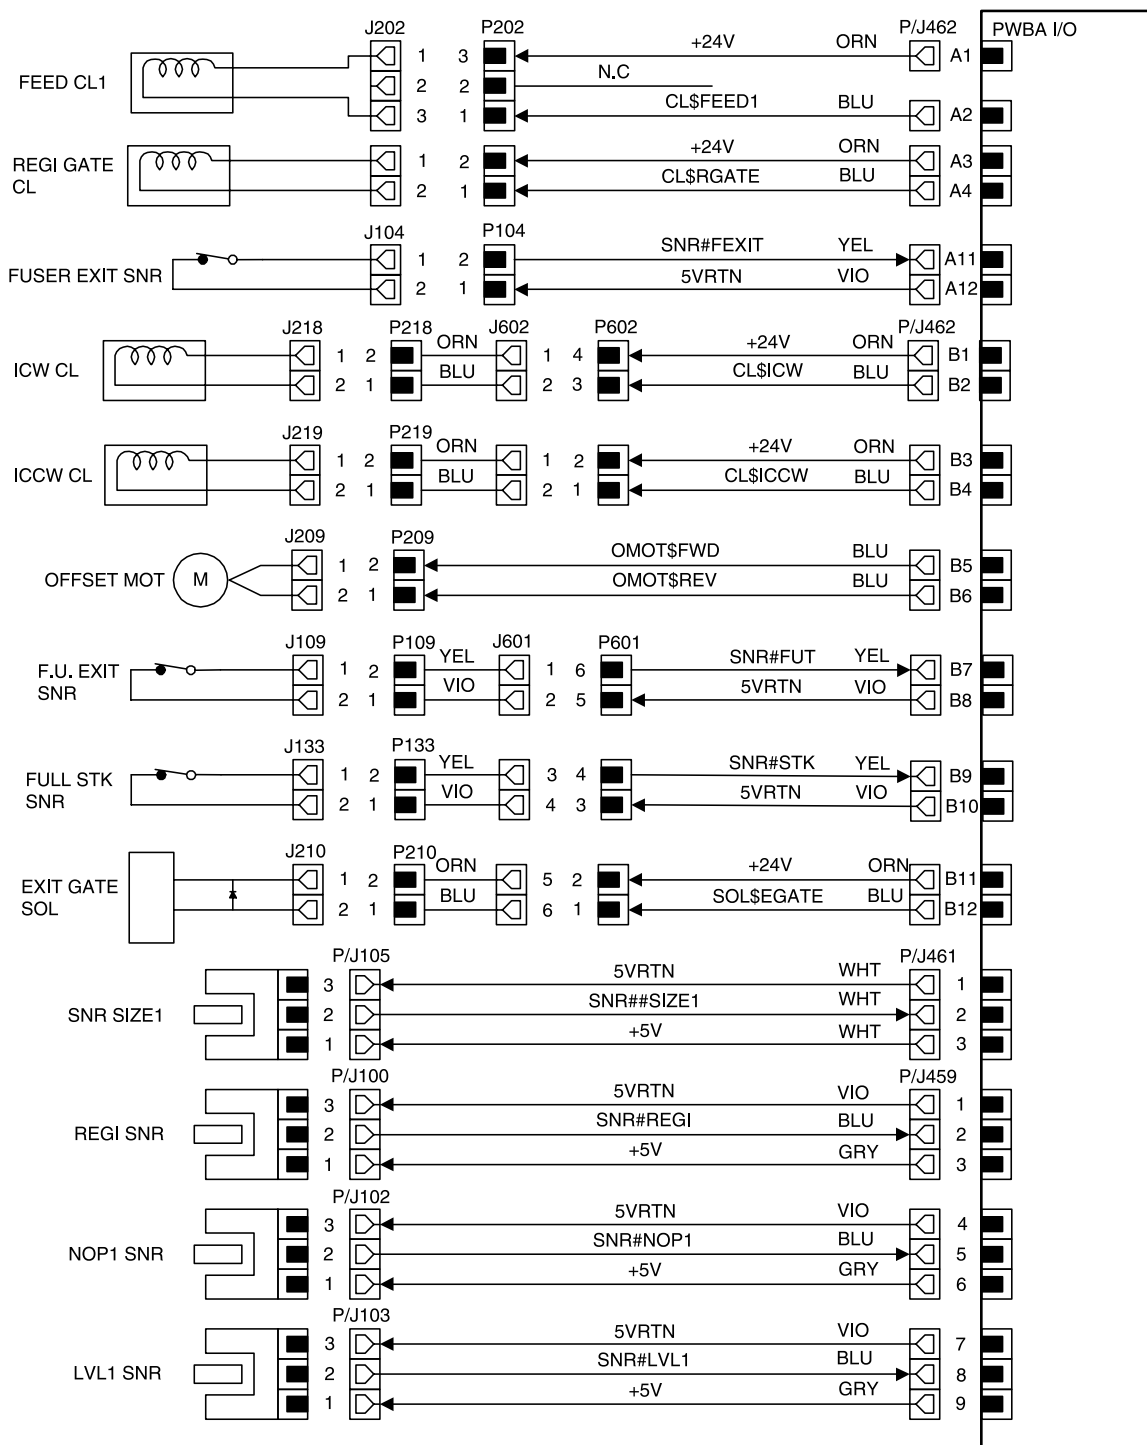 J202 P202 P/J462 PWBA I/O
FEED CL1 1 3 +24V ORN A1
2 2 N.C
3 1 CL$FEED1 BLU A2
REGI GATE CL 1 2 +24V ORN A3
2 1 CL$RGATE BLU A4
J104 P104
FUSER EXIT SNR 1 2 SNR#FEXIT YEL A11
2 1 5VRTN VIO A12
J218 P218 J602 P602 P/J462
ICW CL 1 2 ORN 1 4 +24V ORN B1
2 1 BLU 2 3 CL$ICW BLU B2
J219 P219
ICCW CL 1 2 ORN 1 2 +24V ORN B3
2 1 BLU 2 1 CL$ICCW BLU B4
J209 P209
OFFSET MOT M 1 2 OMOT$FWD BLU B5
2 1 OMOT$REV BLU B6
J109 P109 J601 P601
F.U. EXIT SNR 1 2 YEL 1 6 SNR#FUT YEL B7
2 1 VIO 2 5 5VRTN VIO B8
J133 P133
FULL STK SNR 1 2 YEL 3 4 SNR#STK YEL B9
2 1 VIO 4 3 5VRTN VIO B10
J210 P210
EXIT GATE SOL 1 2 ORN 5 2 +24V ORN B11
2 1 BLU 6 1 SOL$EGATE BLU B12
P/J105 P/J461
SNR SIZE1 3 5VRTN WHT 1
2 SNR##SIZE1 WHT 2
1 +5V WHT 3
P/J100 P/J459
REGI SNR 3 5VRTN VIO 1
2 SNR#REGI BLU 2
1 +5V GRY 3
P/J102
NOP1 SNR 3 5VRTN VIO 4
2 SNR#NOP1 BLU 5
1 +5V GRY 6
P/J103
LVL1 SNR 3 5VRTN VIO 7
2 SNR#LVL1 BLU 8
1 +5V GRY 9